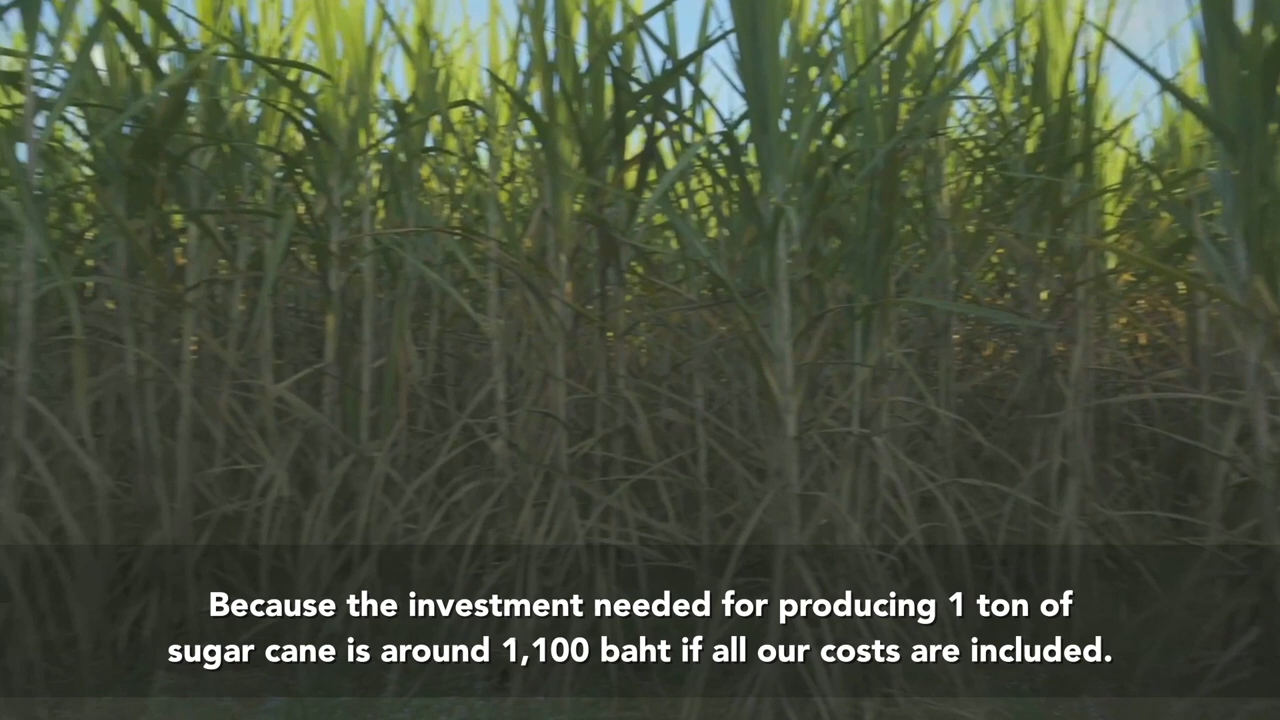 Because the investment needed for producing 1 ton of
sugar cane is around 1,100 baht if all our costs are included.